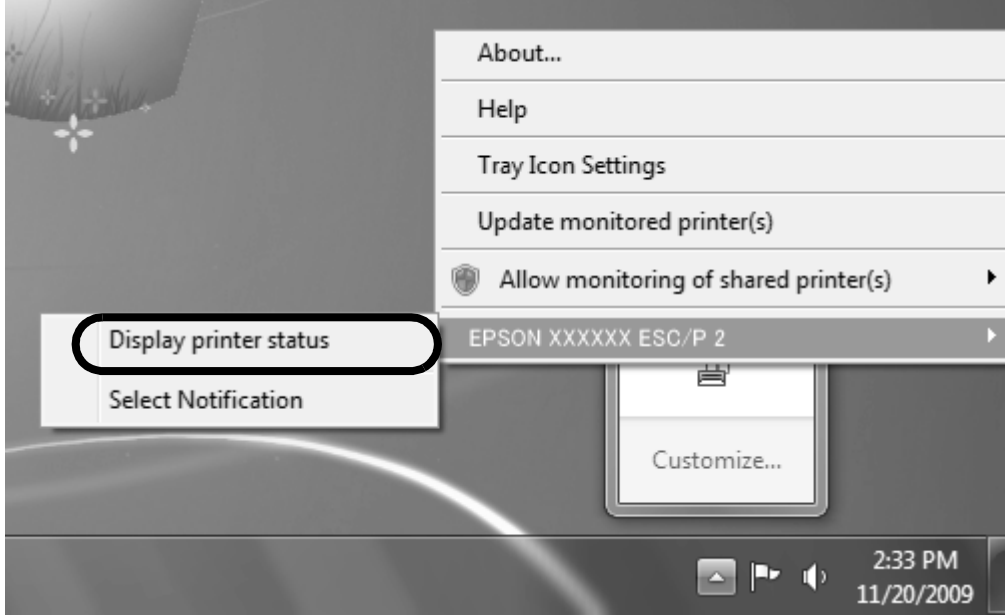 About...
Help
Tray Icon Settings
Update monitored printer(s)
Allow monitoring of shared printer(s)
EPSON XXXXXX ESC/P 2
Display printer status
Select Notification
Customize...
2:33 PM
11/20/2009